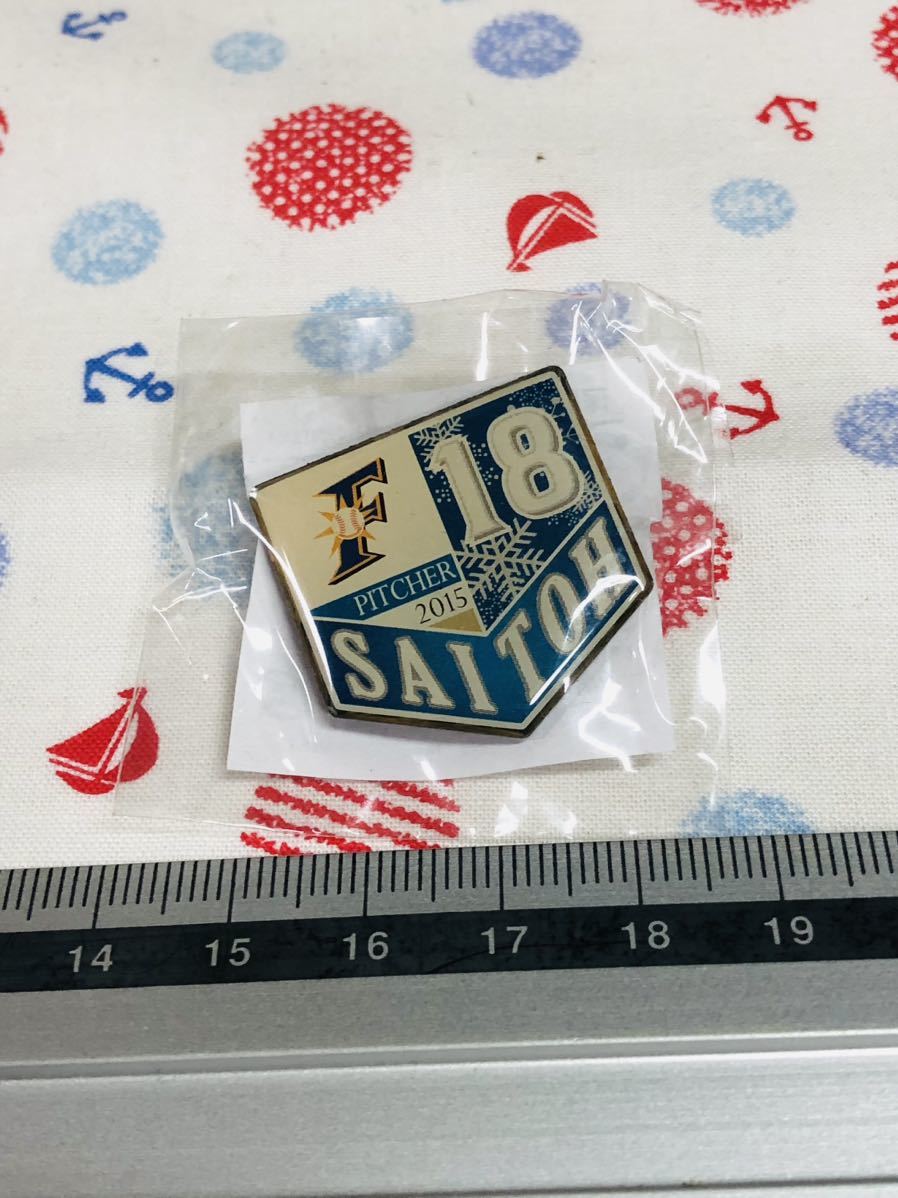 F
18
PITCHER
2015
SAITOH
14 15 16 17 18 19